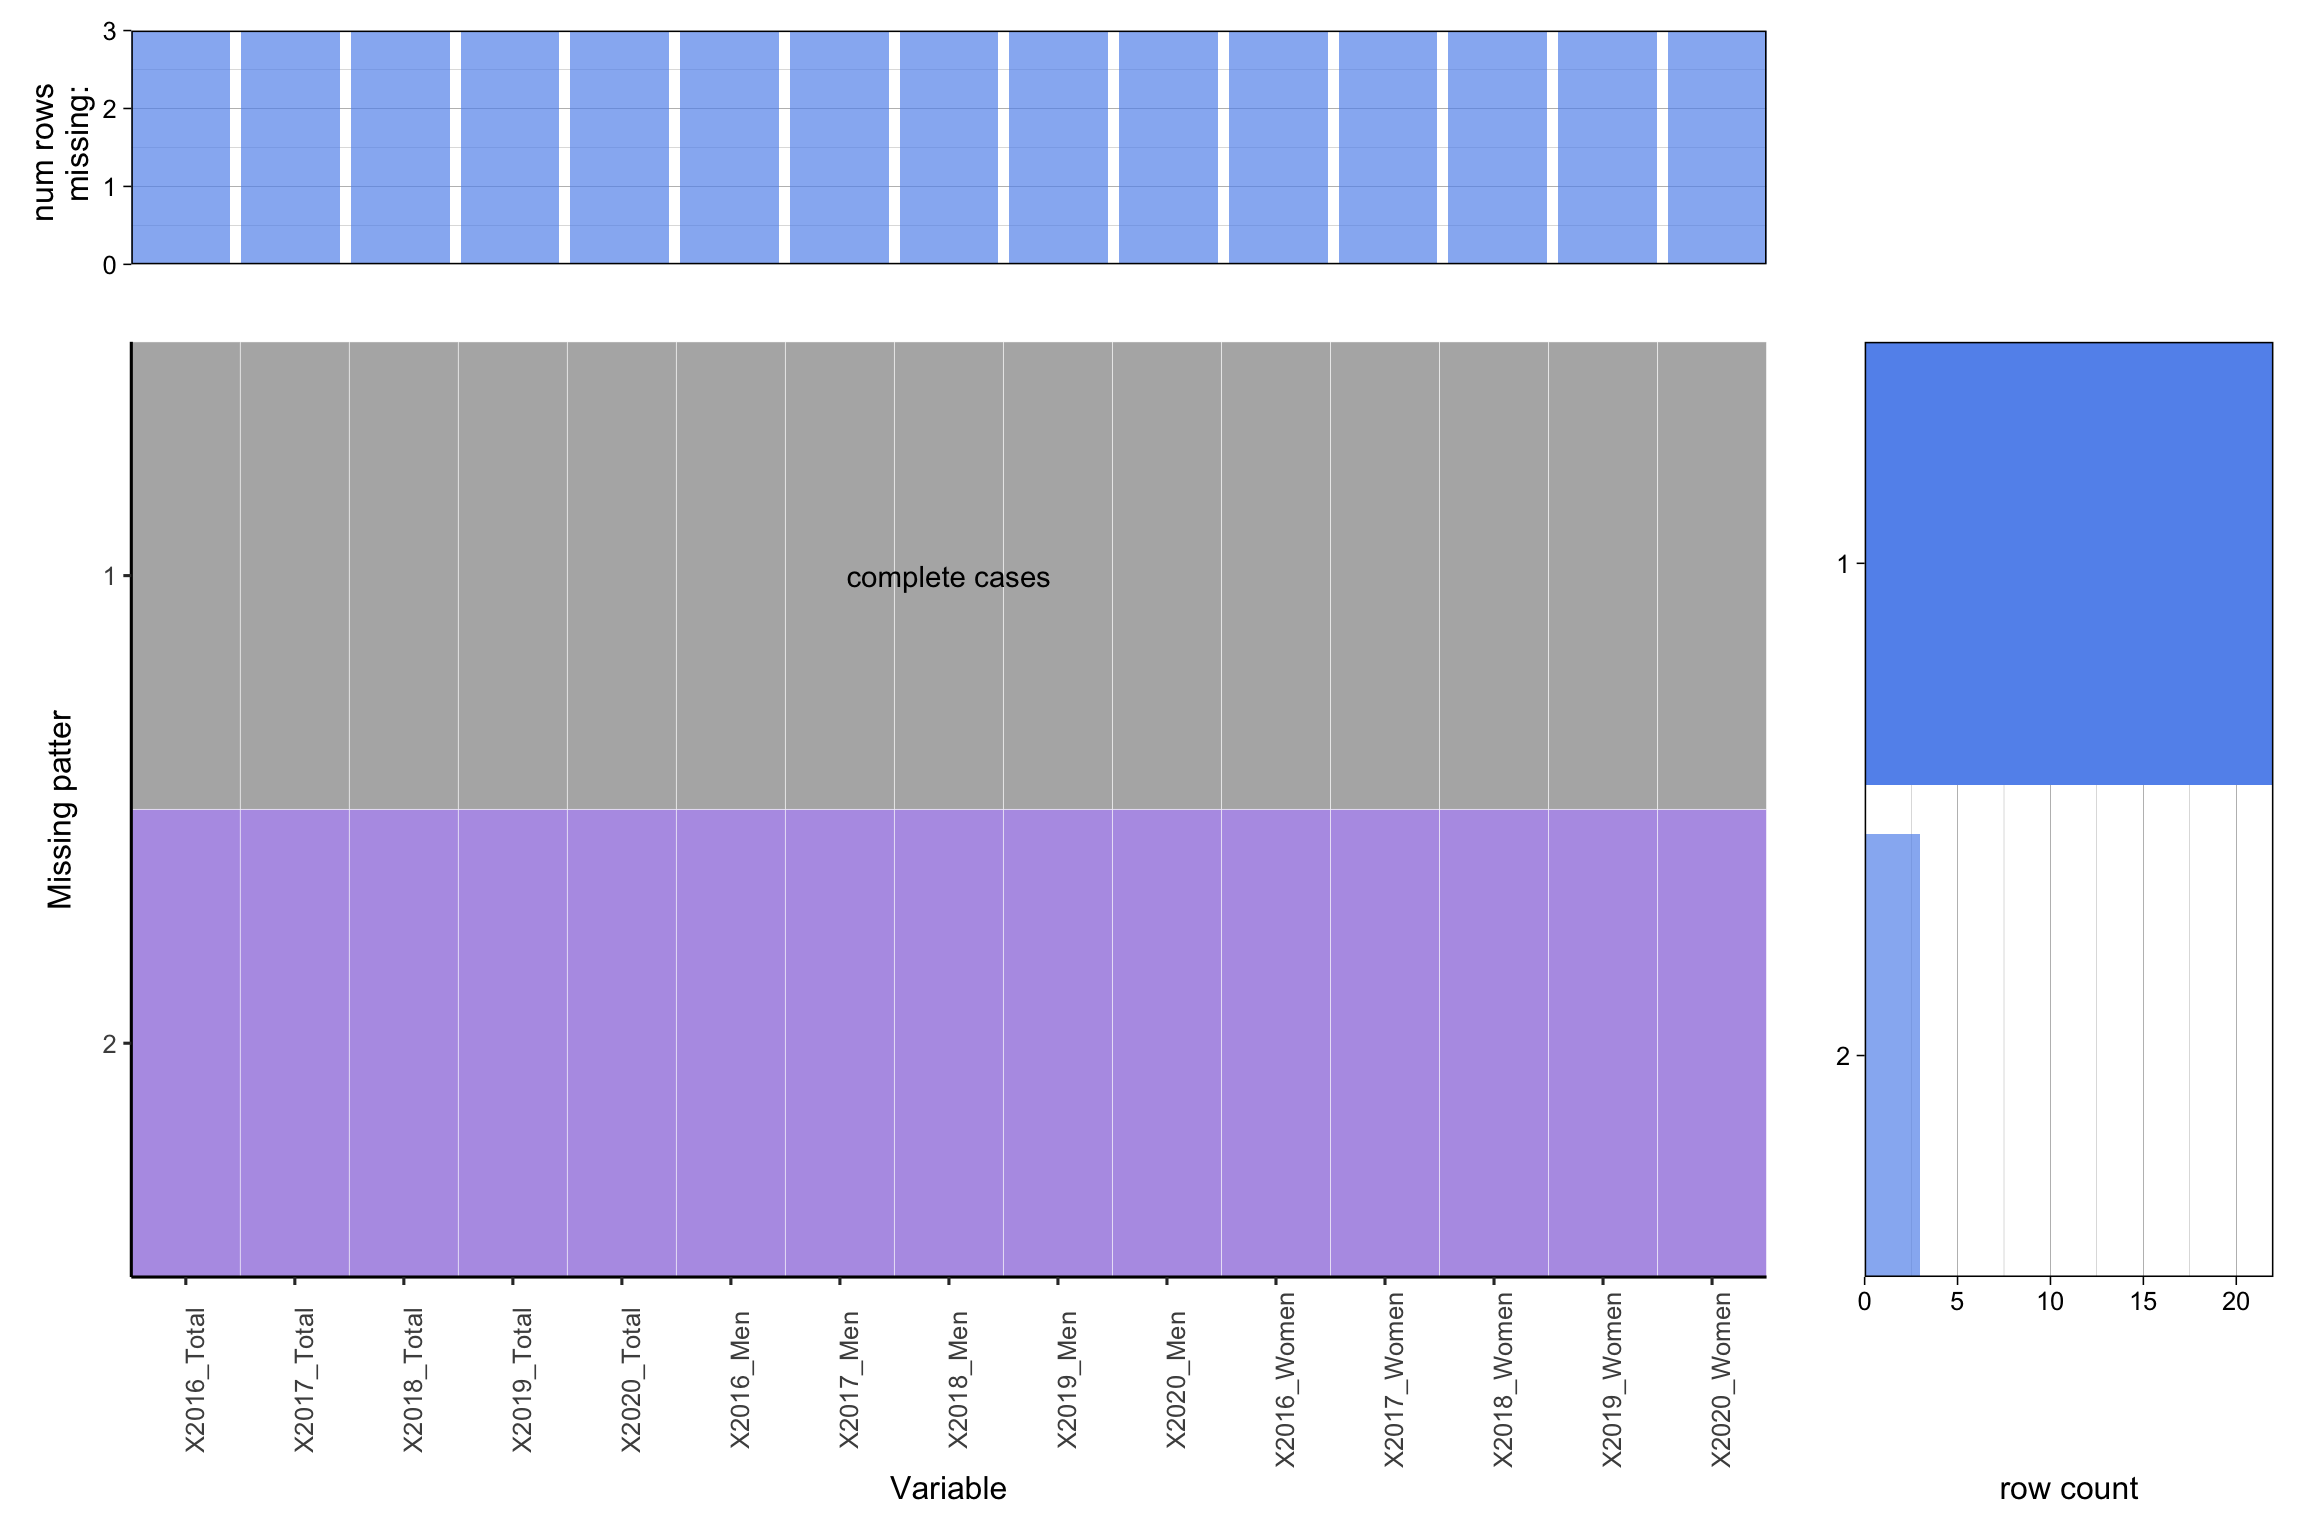 num rows
missing:
3
2
1
0
Missing patter
1
2
complete cases
X2016_Total
X2017_Total
X2018_Total
X2019_Total
X2020_Total
X2016_Men
X2017_Men
X2018_Men
X2019_Men
X2020_Men
X2016_Women
X2017_Women
X2018_Women
X2019_Women
X2020_Women
Variable
1
2
0 5 10 15 20
row count